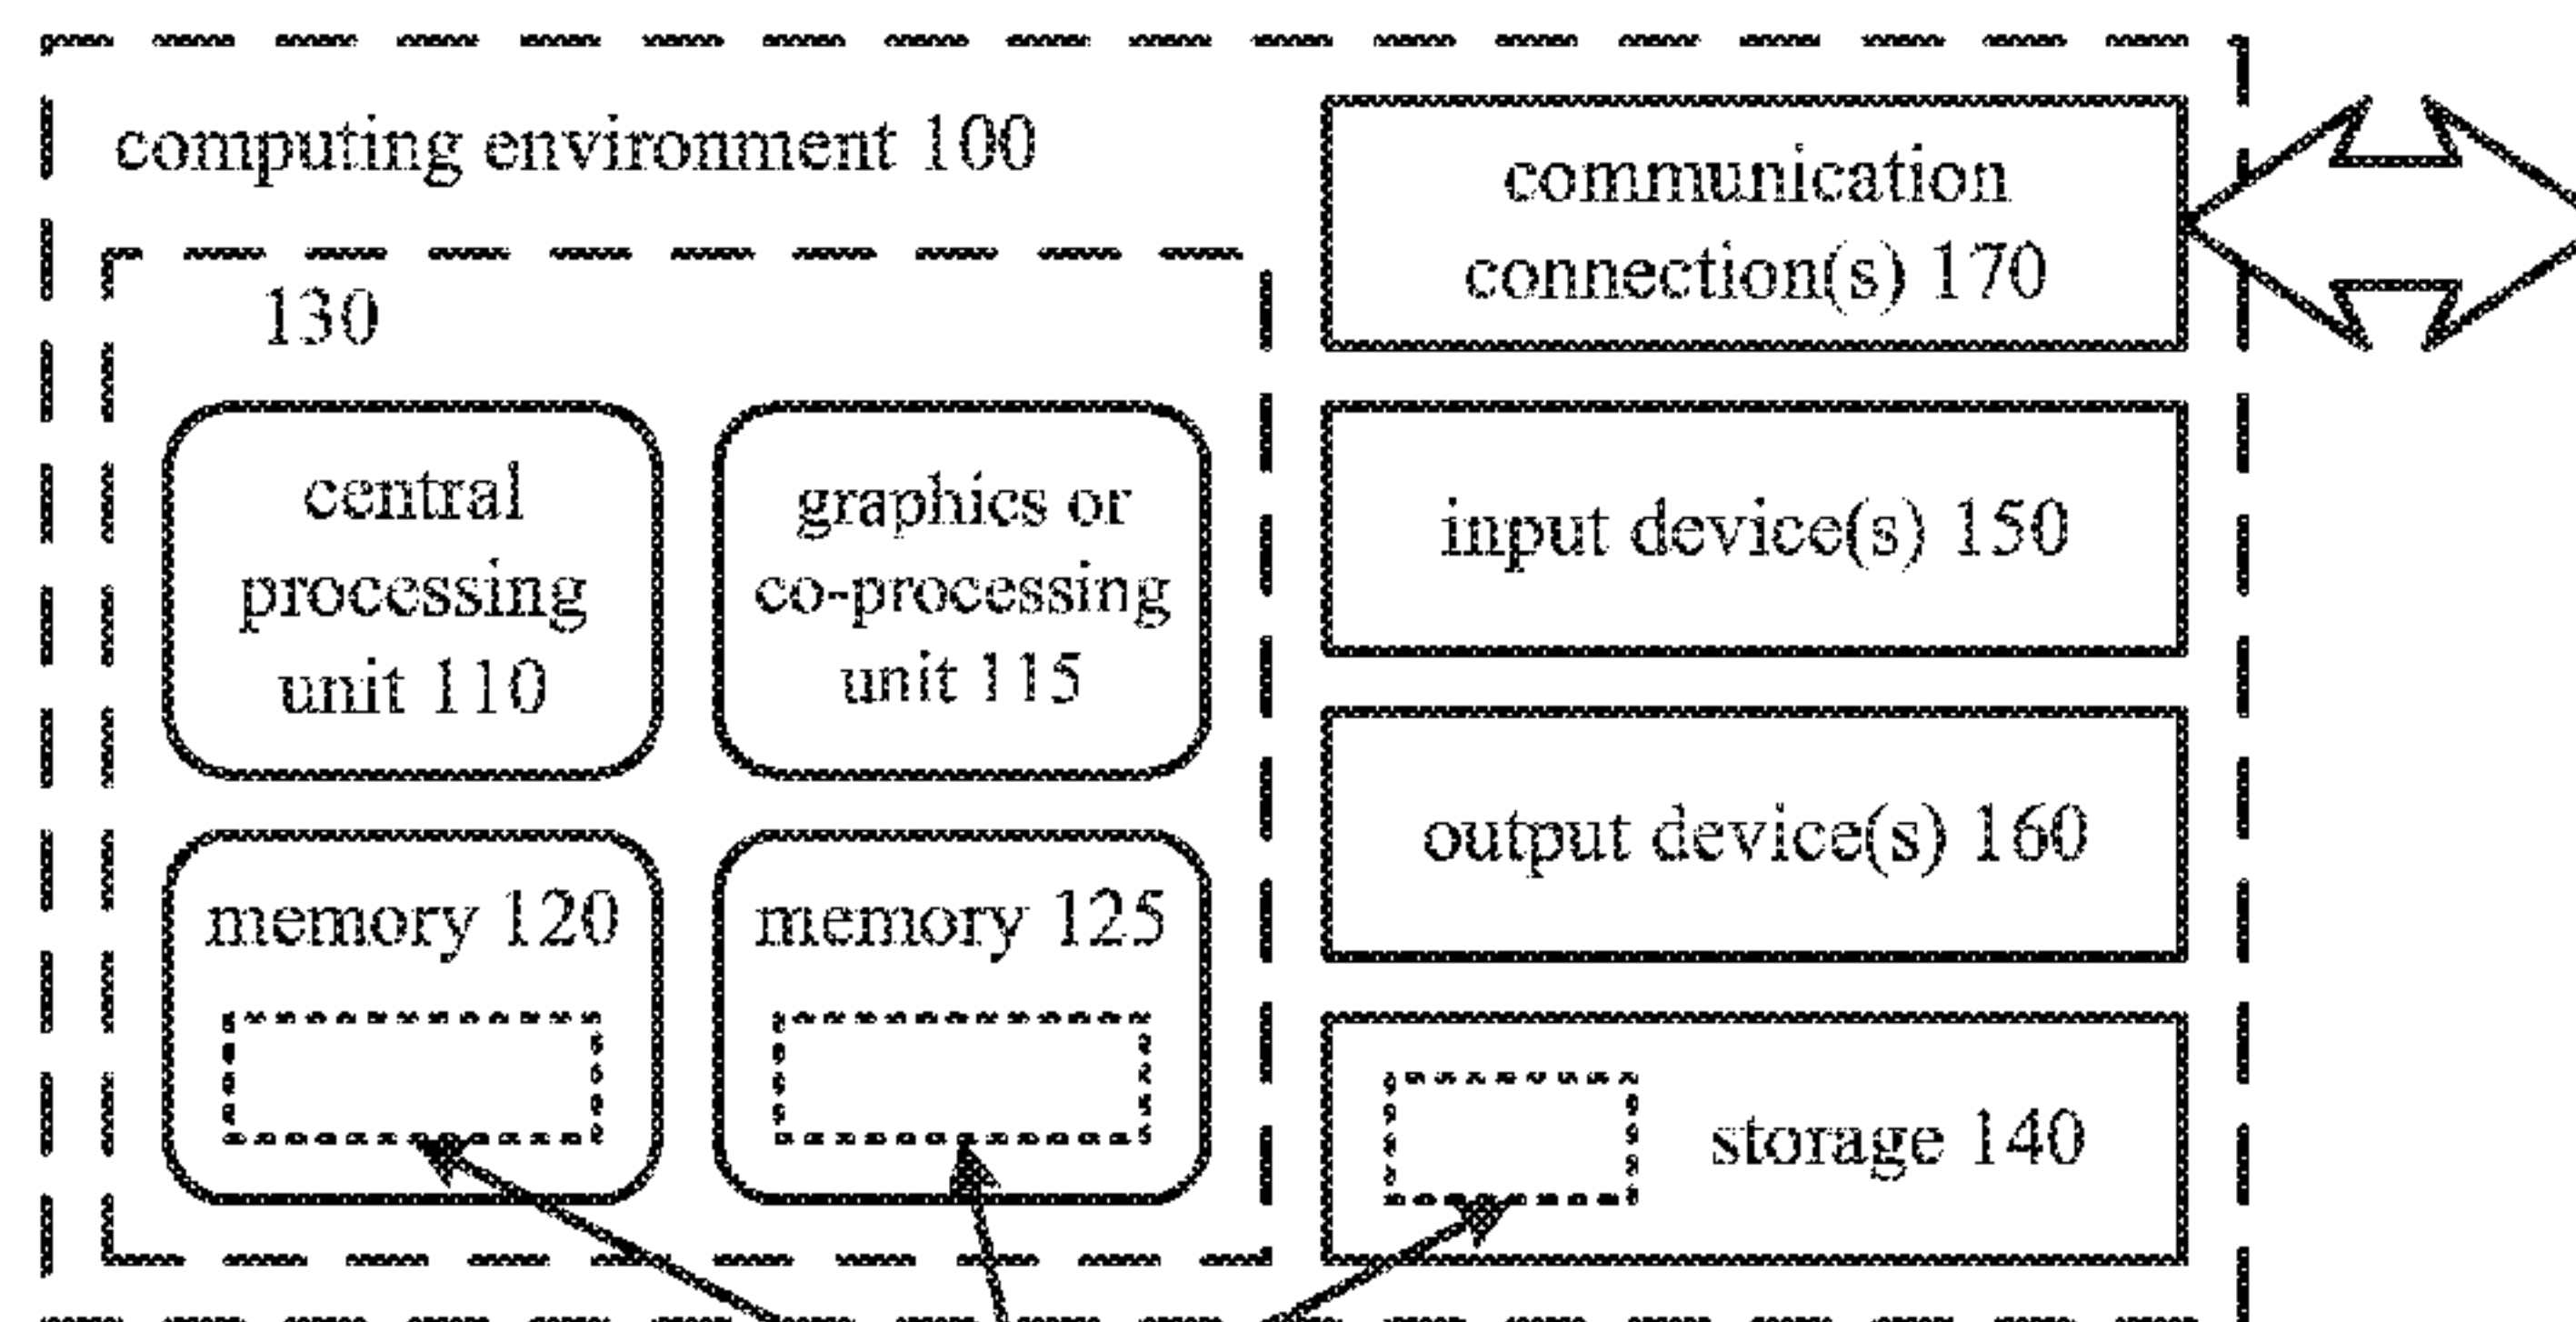 computing environment 100
130
central
processing
unit 110
graphics or
co-processing
unit 115
memory 120
memory 125
communication
connection(s) 170
input device(s) 150
output device(s) 160
storage 140